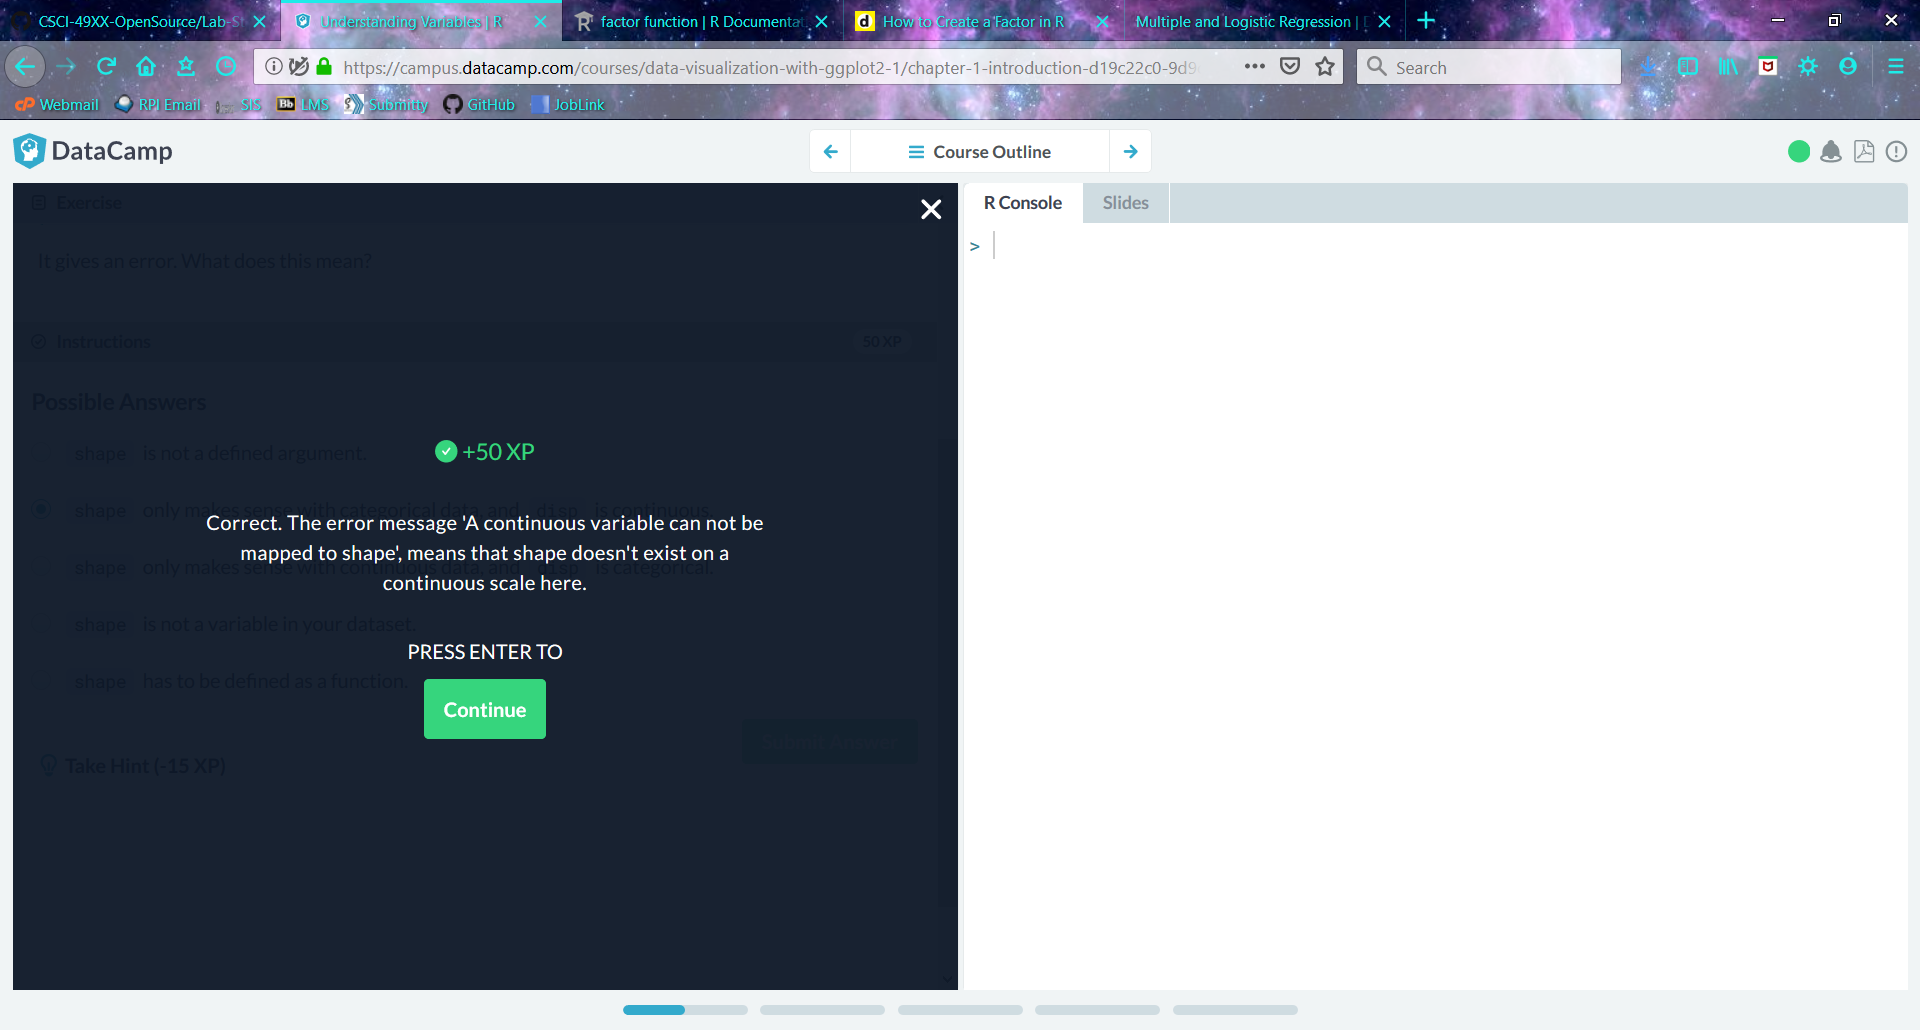 CSCI-49XX-OpenSource/Lab-S
Understanding Variables | R
factor function | R Documentat
How to Create a Factor in R
Multiple and Logistic Regression | D
https://campus.datacamp.com/courses/data-visualization-with-ggplot2-1/chapter-1-introduction-d19c22c0-9d9
Search
cP Webmail
RPI Email
SIS
Bb LMS
Submitty
GitHub
JobLink
DataCamp
Course Outline
Exercise
It gives an error. What does this mean?
Instructions
50 XP
Possible Answers
shape is not a defined argument.
shape only makes sense with categorical data, and disp is continuous.
shape only makes sense with continuous data, and disp is categorical.
shape is not a variable in your dataset.
shape has to be defined as a function.
Submit Answer
Take Hint (-15 XP)
+50 XP
Correct. The error message 'A continuous variable can not be
mapped to shape', means that shape doesn't exist on a
continuous scale here.
PRESS ENTER TO
Continue
R Console
Slides
>